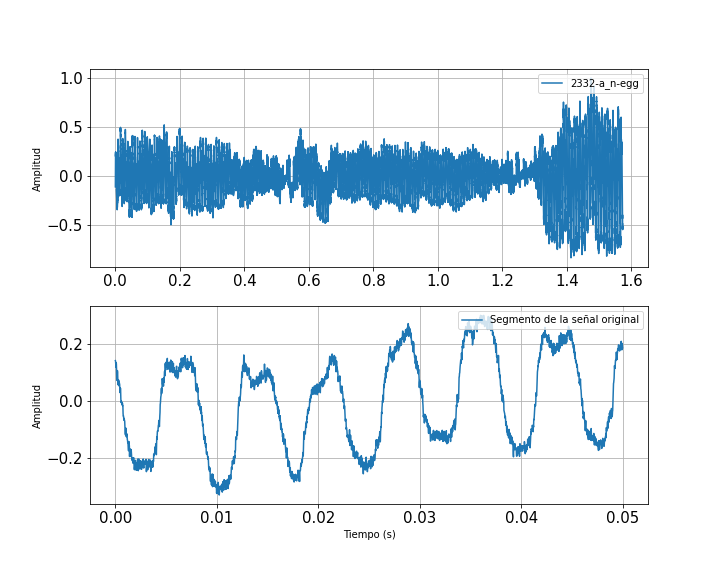 1.0
0.5
0.0
−0.5
Amplitud
2332-a_n-egg
0.0 0.2 0.4 0.6 0.8 1.0 1.2 1.4 1.6
0.2
0.0
−0.2
Amplitud
Segmento de la señal original
0.00 0.01 0.02 0.03 0.04 0.05
Tiempo (s)